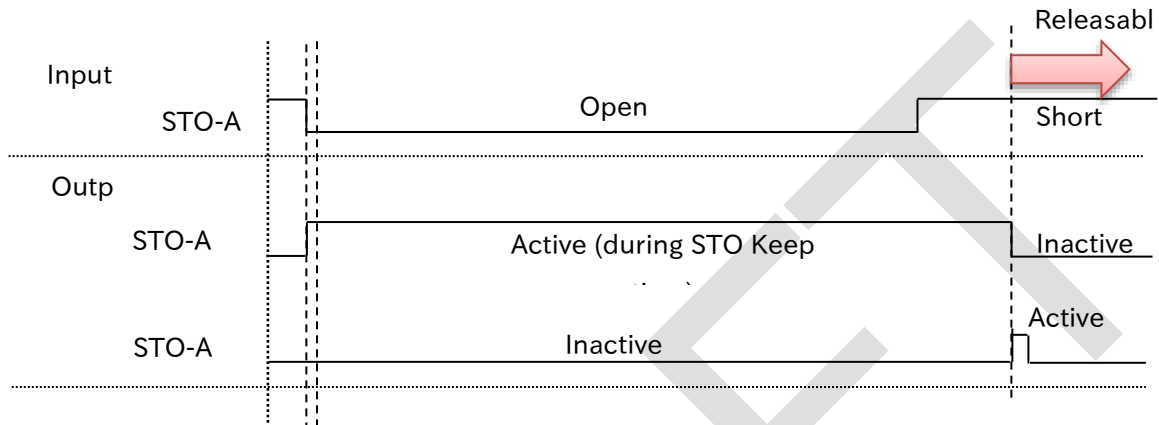 Releasabl
Input
Open
STO-A
Short
Outp
STO-A
Active (during STO Keep
Inactive
Active
STO-A
Inactive